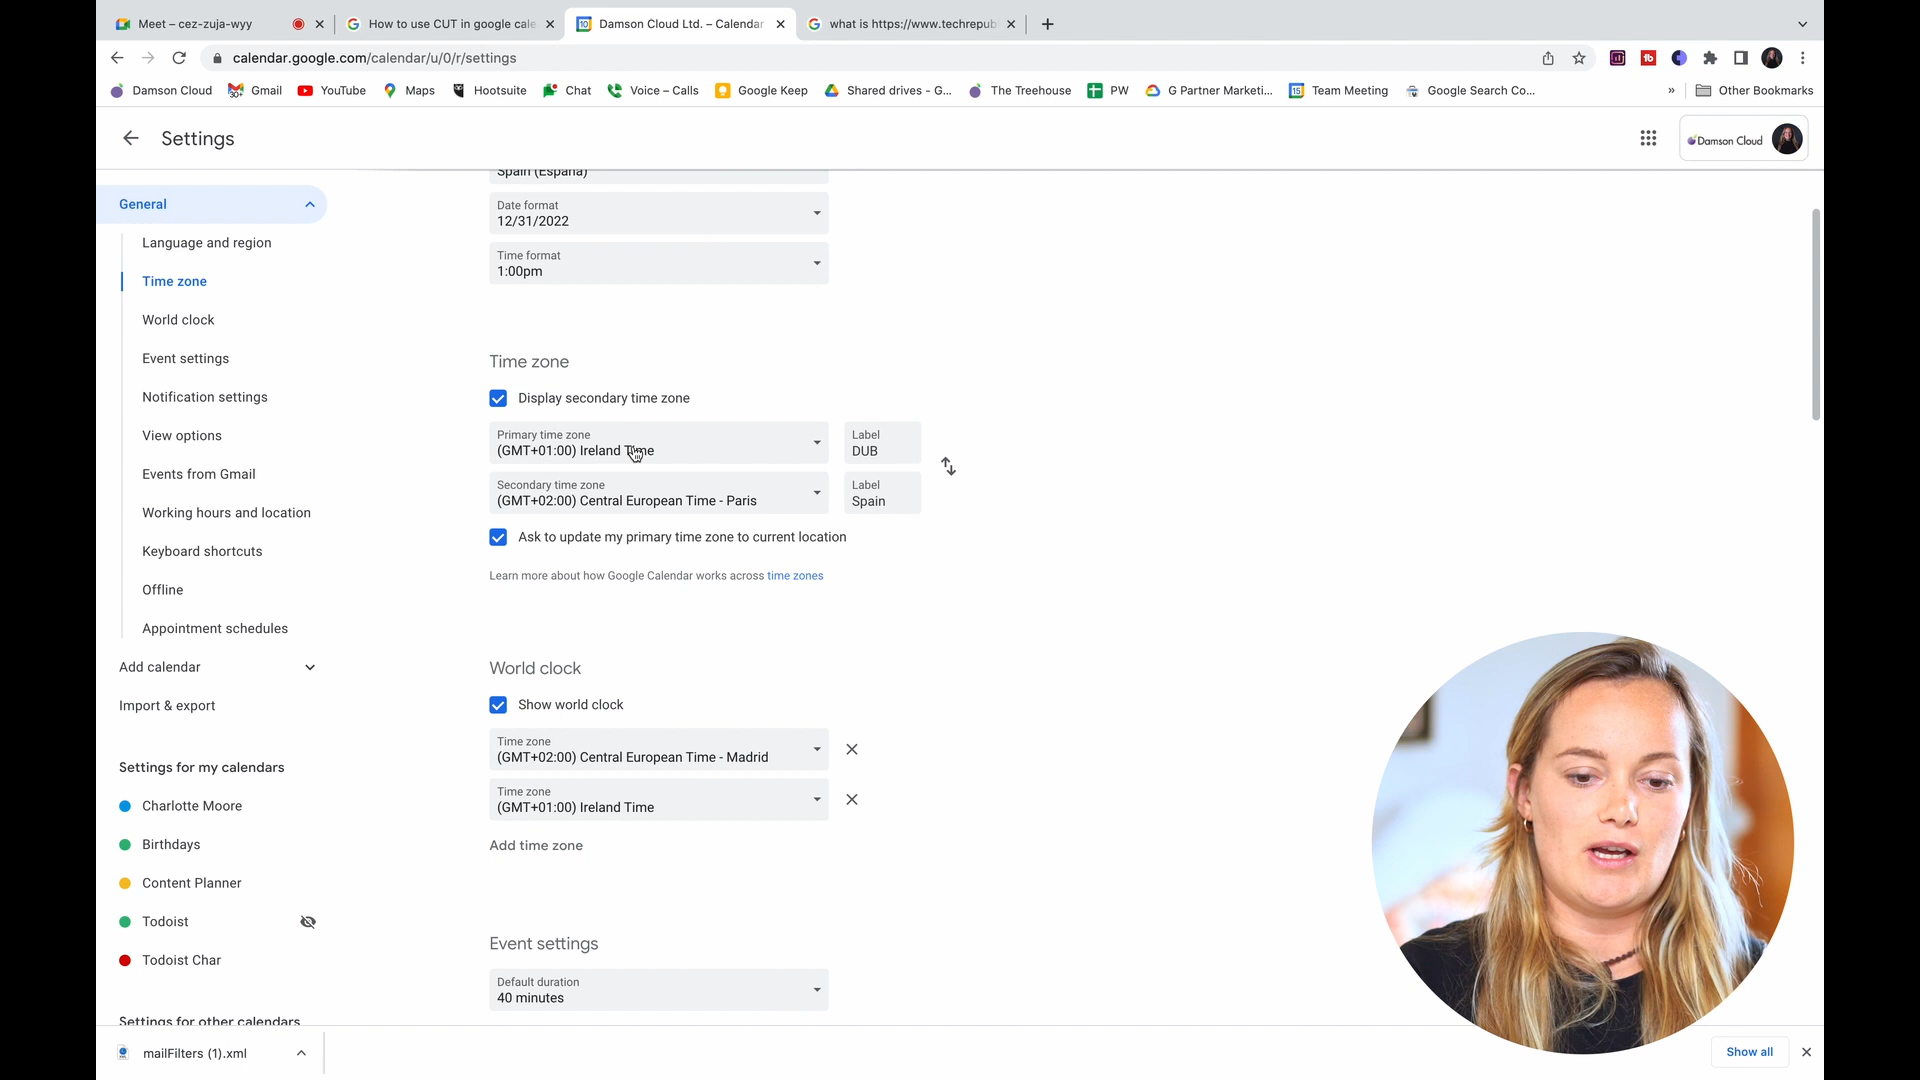 Meet – cez-zuja-wyy
How to use CUT in google cale
Damson Cloud Ltd. – Calendar
what is https://www.techrepub
calendar.google.com/calendar/u/0/r/settings
Damson Cloud
Gmail
YouTube
Maps
Hootsuite
Chat
Voice – Calls
Google Keep
Shared drives - G...
The Treehouse
PW
G Partner Marketi...
Team Meeting
Google Search Co...
»
Other Bookmarks
Settings
Damson Cloud
General
Language and region
Time zone
World clock
Event settings
Notification settings
View options
Events from Gmail
Working hours and location
Keyboard shortcuts
Offline
Appointment schedules
Add calendar
Import & export
Settings for my calendars
Charlotte Moore
Birthdays
Content Planner
Todoist
Todoist Char
Settings for other calendars
Spain (España)
Date format
12/31/2022
Time format
1:00pm
Time zone
Display secondary time zone
Primary time zone
(GMT+01:00) Ireland Time
Label
DUB
Secondary time zone
(GMT+02:00) Central European Time - Paris
Label
Spain
Ask to update my primary time zone to current location
Learn more about how Google Calendar works across time zones
World clock
Show world clock
Time zone
(GMT+02:00) Central European Time - Madrid
Time zone
(GMT+01:00) Ireland Time
Add time zone
Event settings
Default duration
40 minutes
mailFilters (1).xml
Show all